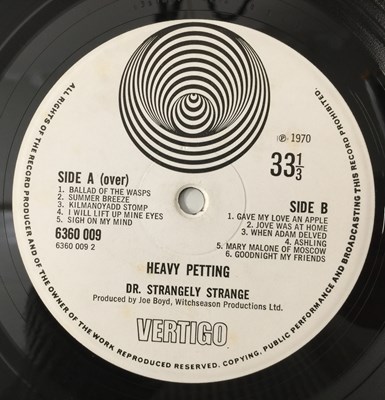 ALL RIGHTS OF THE RECORD PRODUCER AND OF THE OWNER OF THE WORK REPRODUCED RESERVED. COPYING, PUBLIC PERFORMANCE AND BROADCASTING THIS RECORD PROHIBITED.
℗ 1970
33 1/3
SIDE A (over)
1. BALLAD OF THE WASPS
2. SUMMER BREEZE
3. KILMANOYADD STOMP
4. I WILL LIFT UP MINE EYES
5. SIGH ON MY MIND
6360 009
6360 009 2
SIDE B
1. GAVE MY LOVE AN APPLE
2. JOVE WAS AT HOME
3. WHEN ADAM DELVED
4. ASHLING
5. MARY MALONE OF MOSCOW
6. GOODNIGHT MY FRIENDS
HEAVY PETTING
DR. STRANGELY STRANGE
Produced by Joe Boyd, Witchseason Productions Ltd.
VERTIGO